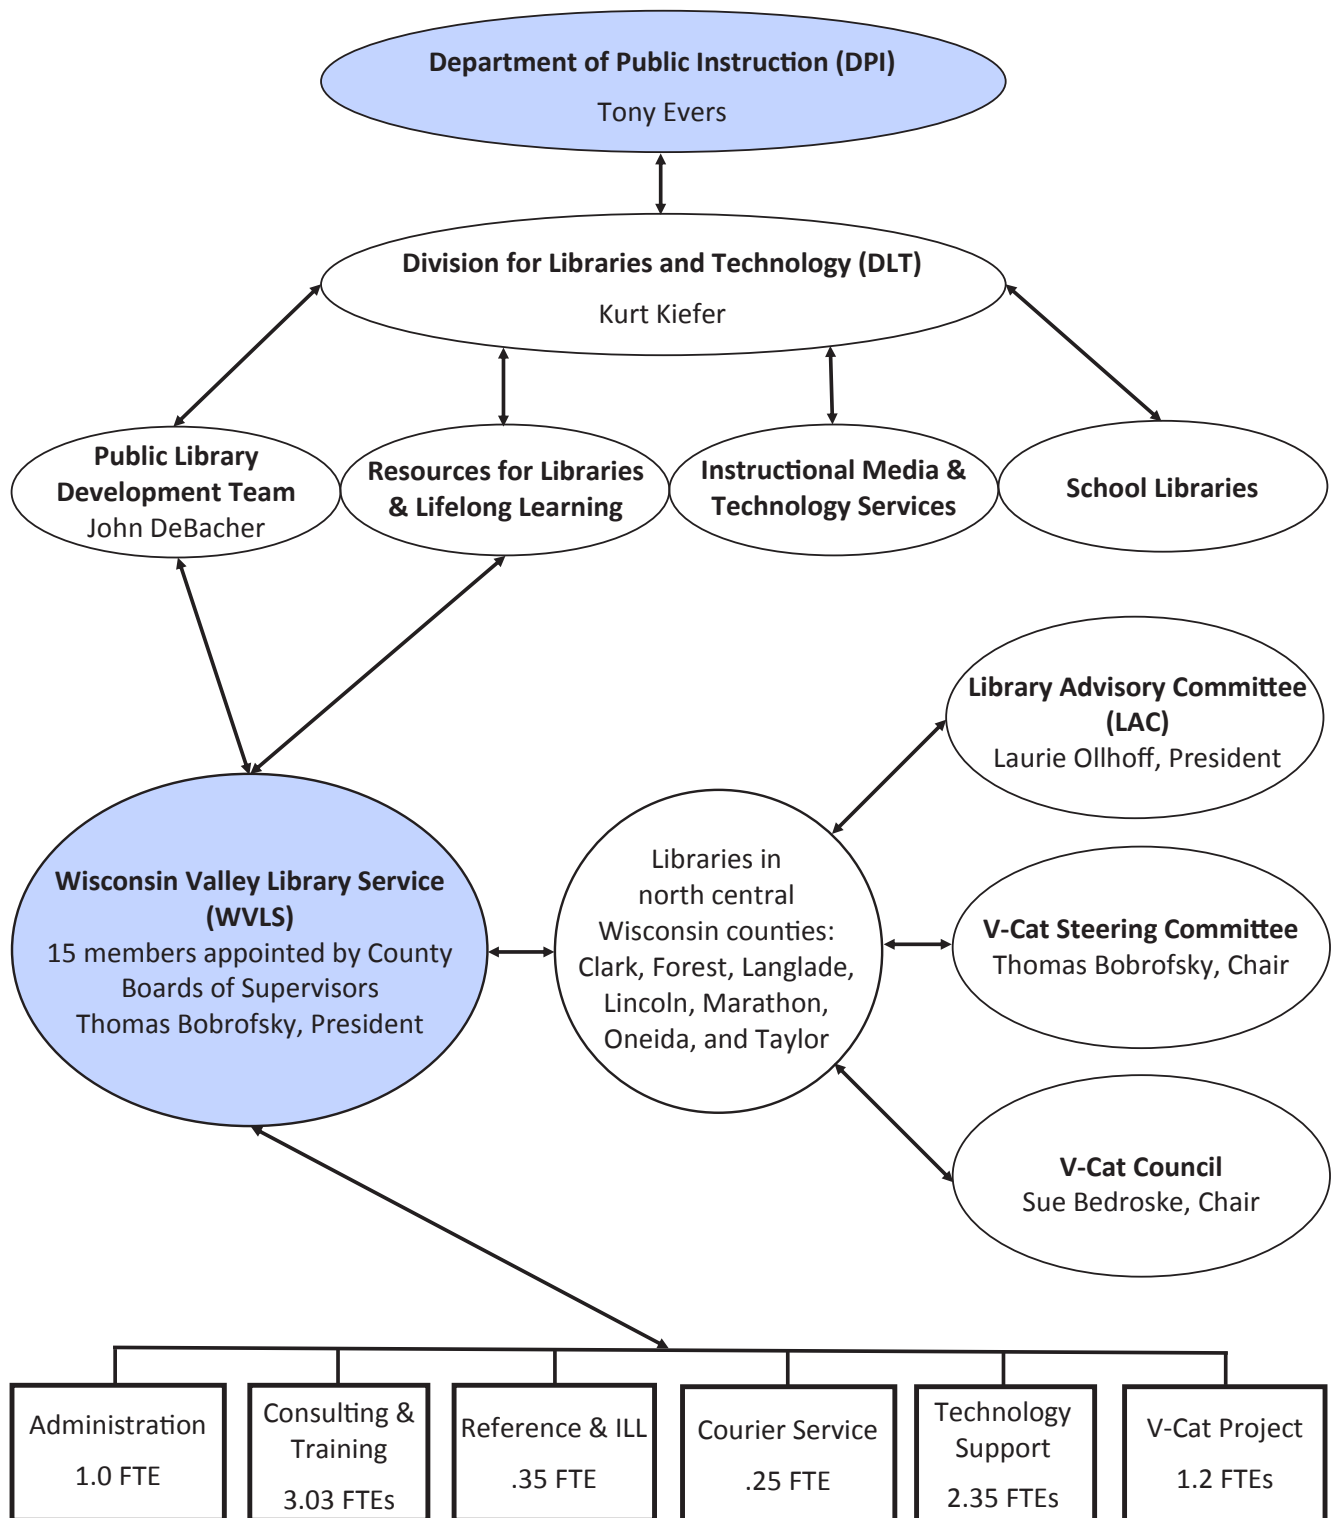 Department of Public Instruction (DPI)
Tony Evers
Division for Libraries and Technology (DLT)
Kurt Kiefer
Public Library
Development Team
John DeBacher
Resources for Libraries
& Lifelong Learning
Instructional Media &
Technology Services
School Libraries
Library Advisory Committee
(LAC)
Laurie Ollhoff, President
Wisconsin Valley Library Service
(WVLS)
15 members appointed by County
Boards of Supervisors
Thomas Bobrofsky, President
Libraries in
north central
Wisconsin counties:
Clark, Forest, Langlade,
Lincoln, Marathon,
Oneida, and Taylor
V-Cat Steering Committee
Thomas Bobrofsky, Chair
V-Cat Council
Sue Bedroske, Chair
Administration
1.0 FTE
Consulting &
Training
3.03 FTEs
Reference & ILL
.35 FTE
Courier Service
.25 FTE
Technology
Support
2.35 FTEs
V-Cat Project
1.2 FTEs